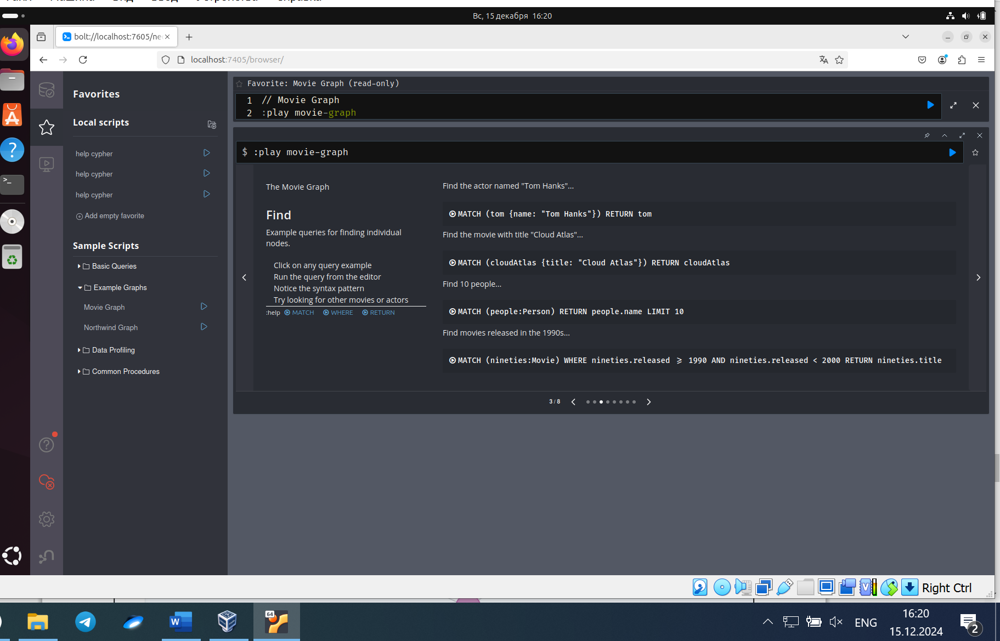 Файл Машина Вид Ввод Устройства Справка
Вс, 15 декабря 16:20
bolt://localhost:7605/ne
localhost:7405/browser/
Favorites
Local scripts
help cypher
help cypher
help cypher
Add empty favorite
Sample Scripts
Basic Queries
Example Graphs
Movie Graph
Northwind Graph
Data Profiling
Common Procedures
Favorite: Movie Graph (read-only)
1 // Movie Graph
2 :play movie-graph
$ :play movie-graph
The Movie Graph
Find
Example queries for finding individual
nodes.
Click on any query example
Run the query from the editor
Notice the syntax pattern
Try looking for other movies or actors
:help MATCH WHERE RETURN
Find the actor named "Tom Hanks"...
MATCH (tom {name: "Tom Hanks"}) RETURN tom
Find the movie with title "Cloud Atlas"...
MATCH (cloudAtlas {title: "Cloud Atlas"}) RETURN cloudAtlas
Find 10 people...
MATCH (people:Person) RETURN people.name LIMIT 10
Find movies released in the 1990s...
MATCH (nineties:Movie) WHERE nineties.released >= 1990 AND nineties.released < 2000 RETURN nineties.title
3 / 8
Right Ctrl
W
64
ENG
16:20
15.12.2024
2